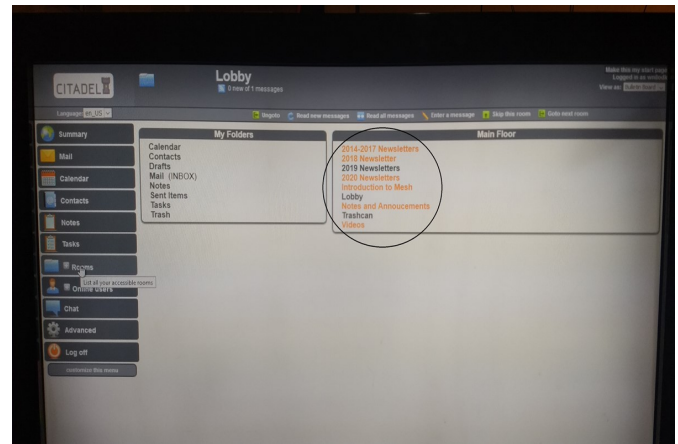 CITADEL
Lobby
0 new of 1 messages
Make this my start page
Logged in as
View as: bulletin board
Language: en_US
Ungoto
Read new messages
Read all messages
Enter a message
Skip this room
Goto next room
Summary
Mail
Calendar
Contacts
Notes
Tasks
Rooms
List all your accessible rooms
Online users
Chat
Advanced
Log off
customize this menu
My Folders
Calendar
Contacts
Drafts
Mail (INBOX)
Notes
Sent Items
Tasks
Trash
Main Floor
2014-2017 Newsletters
2018 Newsletter
2019 Newsletters
2020 Newsletters
Introduction to Mesh
Lobby
Notes and Annoucements
Trashcan
Videos